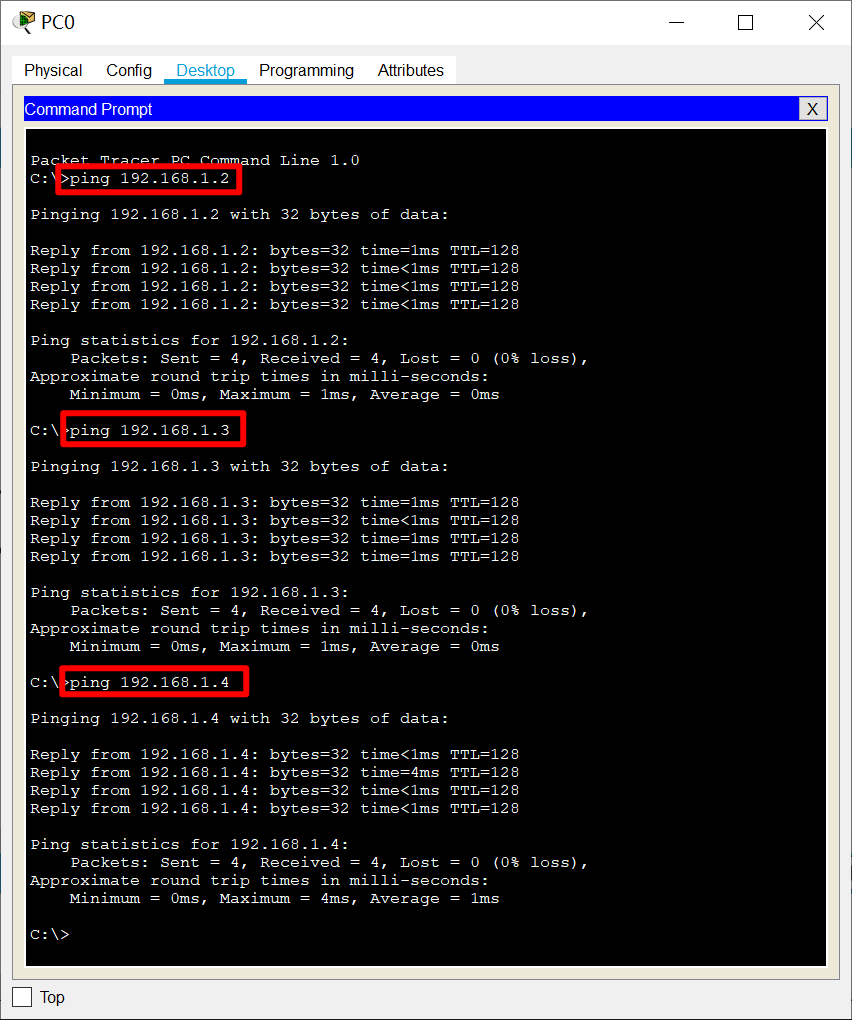 PC0
Physical Config Desktop Programming Attributes
Command Prompt X
Packet Tracer PC Command Line 1.0
C:\>ping 192.168.1.2
Pinging 192.168.1.2 with 32 bytes of data:
Reply from 192.168.1.2: bytes=32 time=1ms TTL=128
Reply from 192.168.1.2: bytes=32 time<1ms TTL=128
Reply from 192.168.1.2: bytes=32 time<1ms TTL=128
Reply from 192.168.1.2: bytes=32 time<1ms TTL=128
Ping statistics for 192.168.1.2:
Packets: Sent = 4, Received = 4, Lost = 0 (0% loss),
Approximate round trip times in milli-seconds:
Minimum = 0ms, Maximum = 1ms, Average = 0ms
C:\>ping 192.168.1.3
Pinging 192.168.1.3 with 32 bytes of data:
Reply from 192.168.1.3: bytes=32 time=1ms TTL=128
Reply from 192.168.1.3: bytes=32 time<1ms TTL=128
Reply from 192.168.1.3: bytes=32 time=1ms TTL=128
Reply from 192.168.1.3: bytes=32 time<1ms TTL=128
Ping statistics for 192.168.1.3:
Packets: Sent = 4, Received = 4, Lost = 0 (0% loss),
Approximate round trip times in milli-seconds:
Minimum = 0ms, Maximum = 1ms, Average = 0ms
C:\>ping 192.168.1.4
Pinging 192.168.1.4 with 32 bytes of data:
Reply from 192.168.1.4: bytes=32 time<1ms TTL=128
Reply from 192.168.1.4: bytes=32 time=4ms TTL=128
Reply from 192.168.1.4: bytes=32 time<1ms TTL=128
Reply from 192.168.1.4: bytes=32 time<1ms TTL=128
Ping statistics for 192.168.1.4:
Packets: Sent = 4, Received = 4, Lost = 0 (0% loss),
Approximate round trip times in milli-seconds:
Minimum = 0ms, Maximum = 4ms, Average = 1ms
C:\>
Top